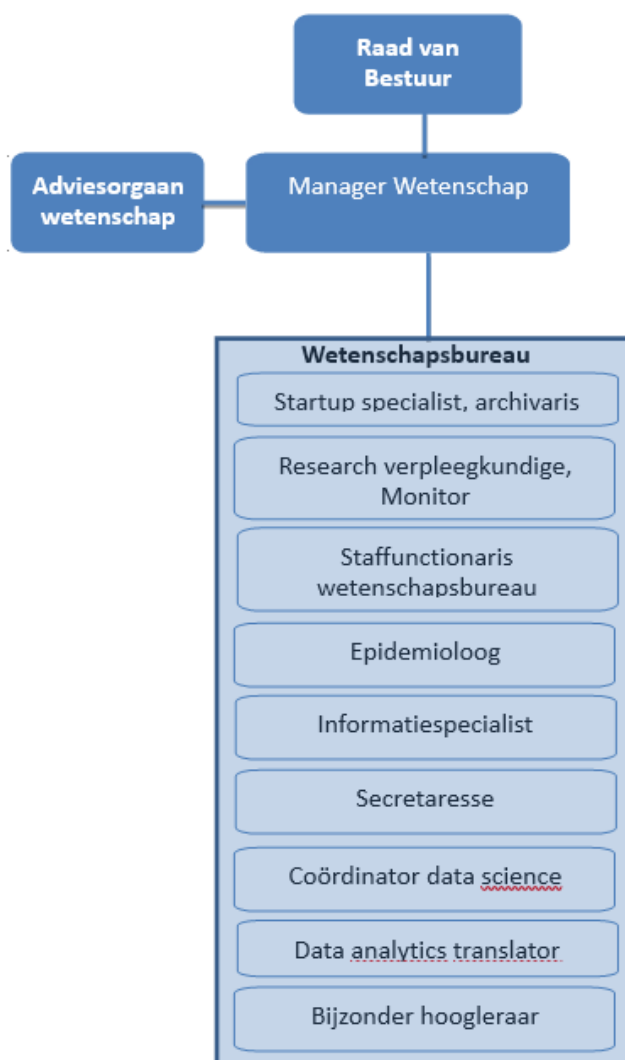 Raad van
Bestuur
Adviesorgaan
wetenschap
Manager Wetenschap
Wetenschapsbureau
Startup specialist, archivaris
Research verpleegkundige,
Monitor
Staffunctionaris
wetenschapsbureau
Epidemioloog
Informatiespecialist
Secretaresse
Coördinator data science
Data analytics translator
Bijzonder hoogleraar